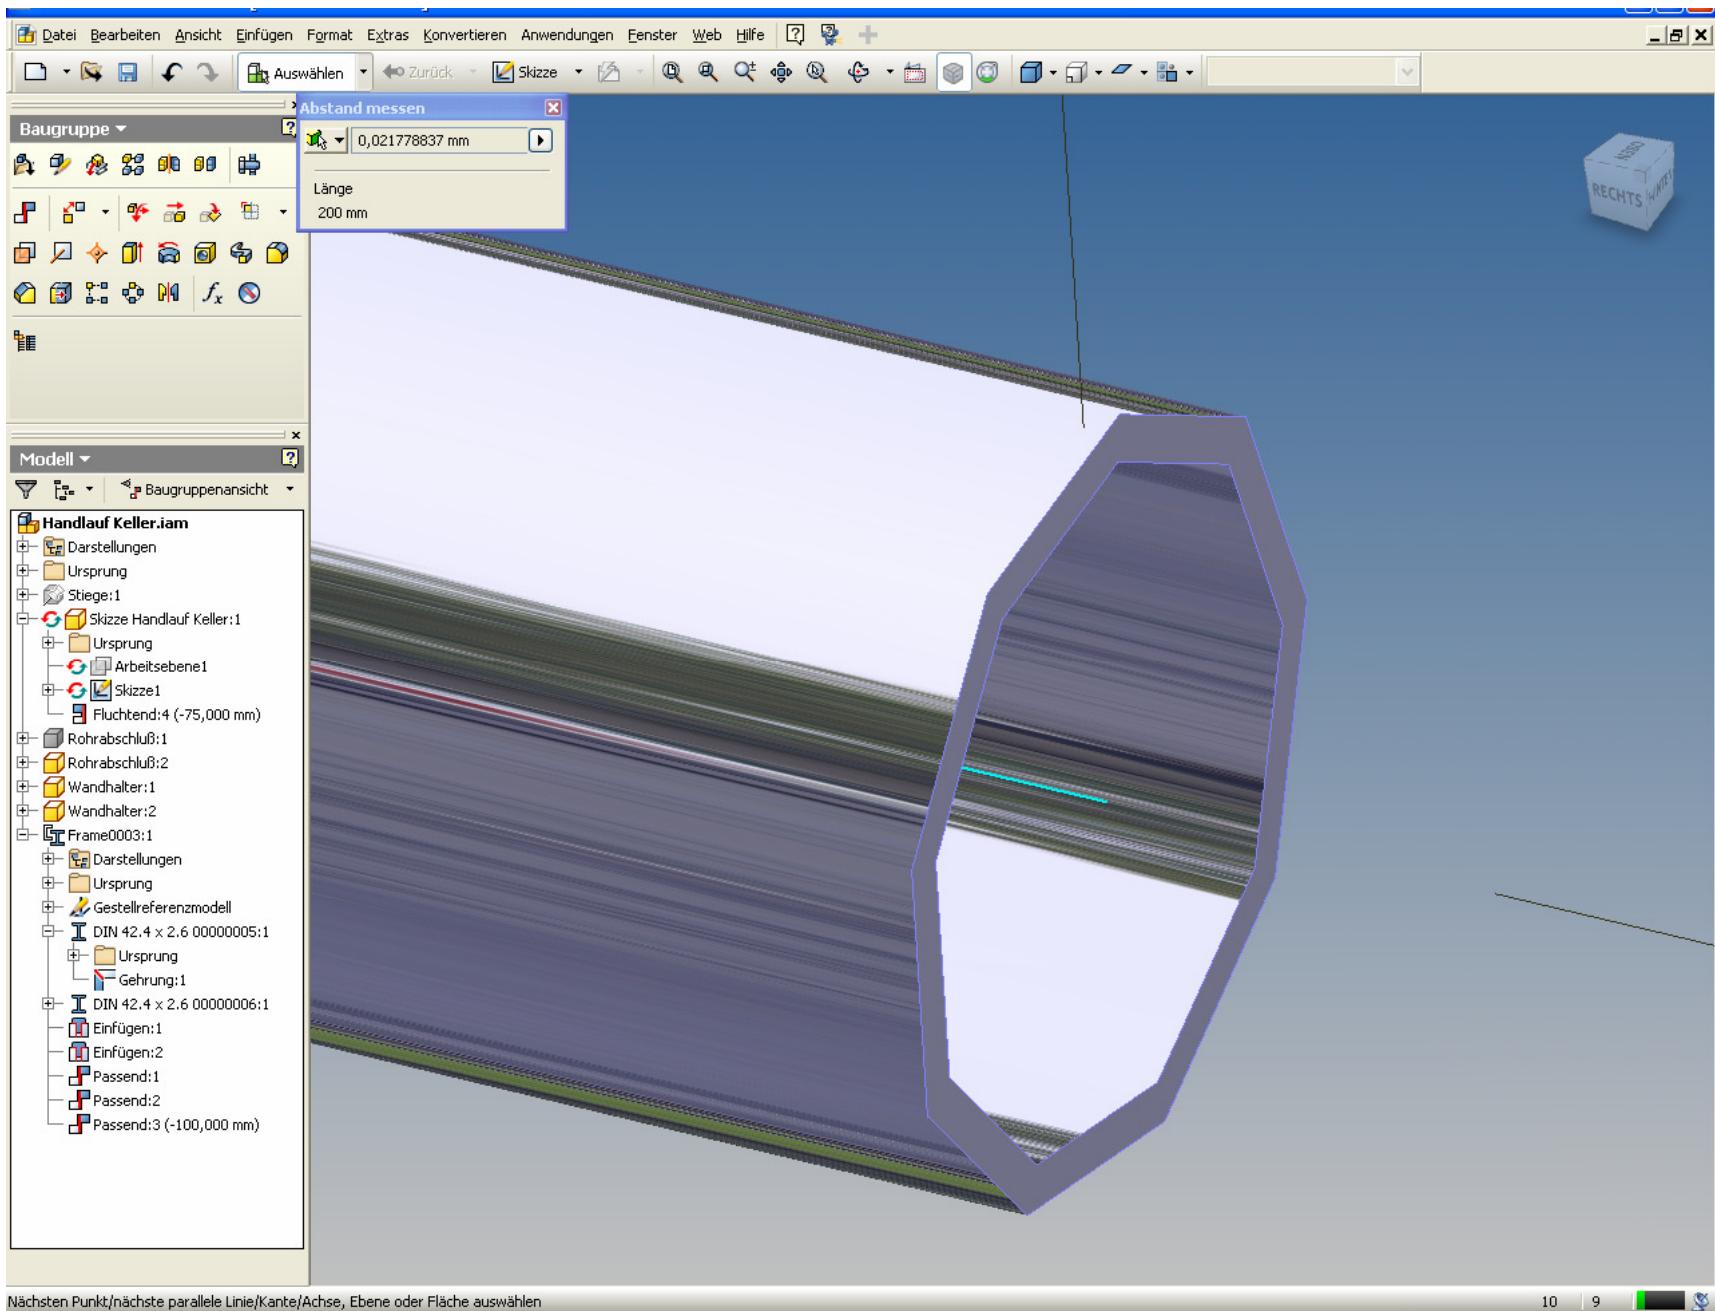 Datei Bearbeiten Ansicht Einfügen Format Extras Konvertieren Anwendungen Fenster Web Hilfe
Auswählen Zurück Skizze
Abstand messen
0,021778837 mm
Länge
200 mm
Baugruppe
Modell
Baugruppenansicht
Handlauf Keller.iam
Darstellungen
Ursprung
Stiege:1
Skizze Handlauf Keller:1
Ursprung
Arbeitsebene1
Skizze1
Fluchtend:4 (-75,000 mm)
Rohrabschluß:1
Rohrabschluß:2
Wandhalter:1
Wandhalter:2
Frame0003:1
Darstellungen
Ursprung
Gestellreferenzmodell
DIN 42.4 x 2.6 00000005:1
Ursprung
Gehrung:1
DIN 42.4 x 2.6 00000006:1
Einfügen:1
Einfügen:2
Passend:1
Passend:2
Passend:3 (-100,000 mm)
OBEN
RECHTS
Nächsten Punkt/nächste parallele Linie/Kante/Achse, Ebene oder Fläche auswählen
10 9